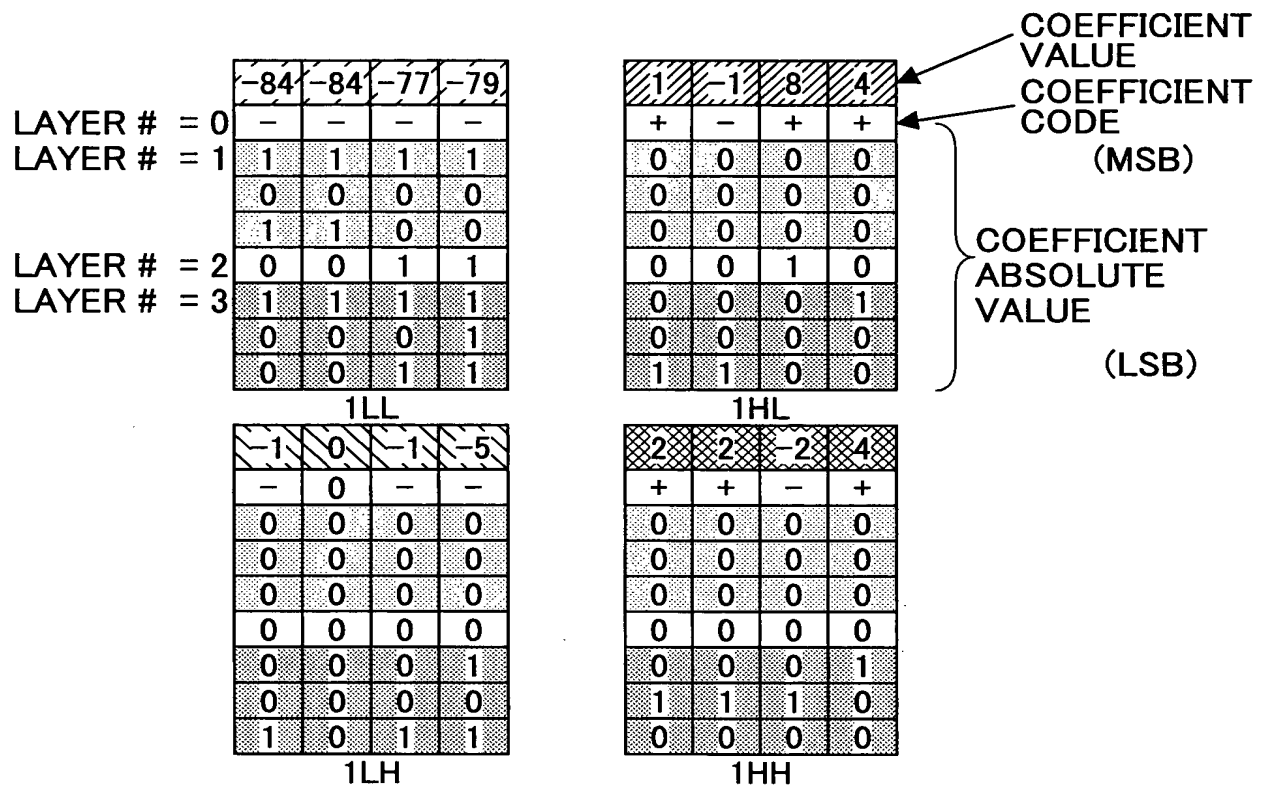 COEFFICIENT
VALUE
COEFFICIENT
CODE
(MSB)
COEFFICIENT
ABSOLUTE
VALUE
(LSB)
-84 -84 -77 -79
LAYER # = 0 - - - -
LAYER # = 1 1 1 1 1
0 0 0 0
1 1 0 0
LAYER # = 2 0 0 1 1
LAYER # = 3 1 1 1 1
0 0 0 1
0 0 1 1
1LL
1 -1 8 4
+ - + +
0 0 0 0
0 0 0 0
0 0 0 0
0 0 1 0
0 0 0 1
0 0 0 0
1 1 0 0
1HL
-1 0 -1 -5
- 0 - -
0 0 0 0
0 0 0 0
0 0 0 0
0 0 0 0
0 0 0 1
0 0 0 0
1 0 1 1
1LH
2 2 -2 4
+ + - +
0 0 0 0
0 0 0 0
0 0 0 0
0 0 0 0
0 0 0 1
1 1 1 0
0 0 0 0
1HH